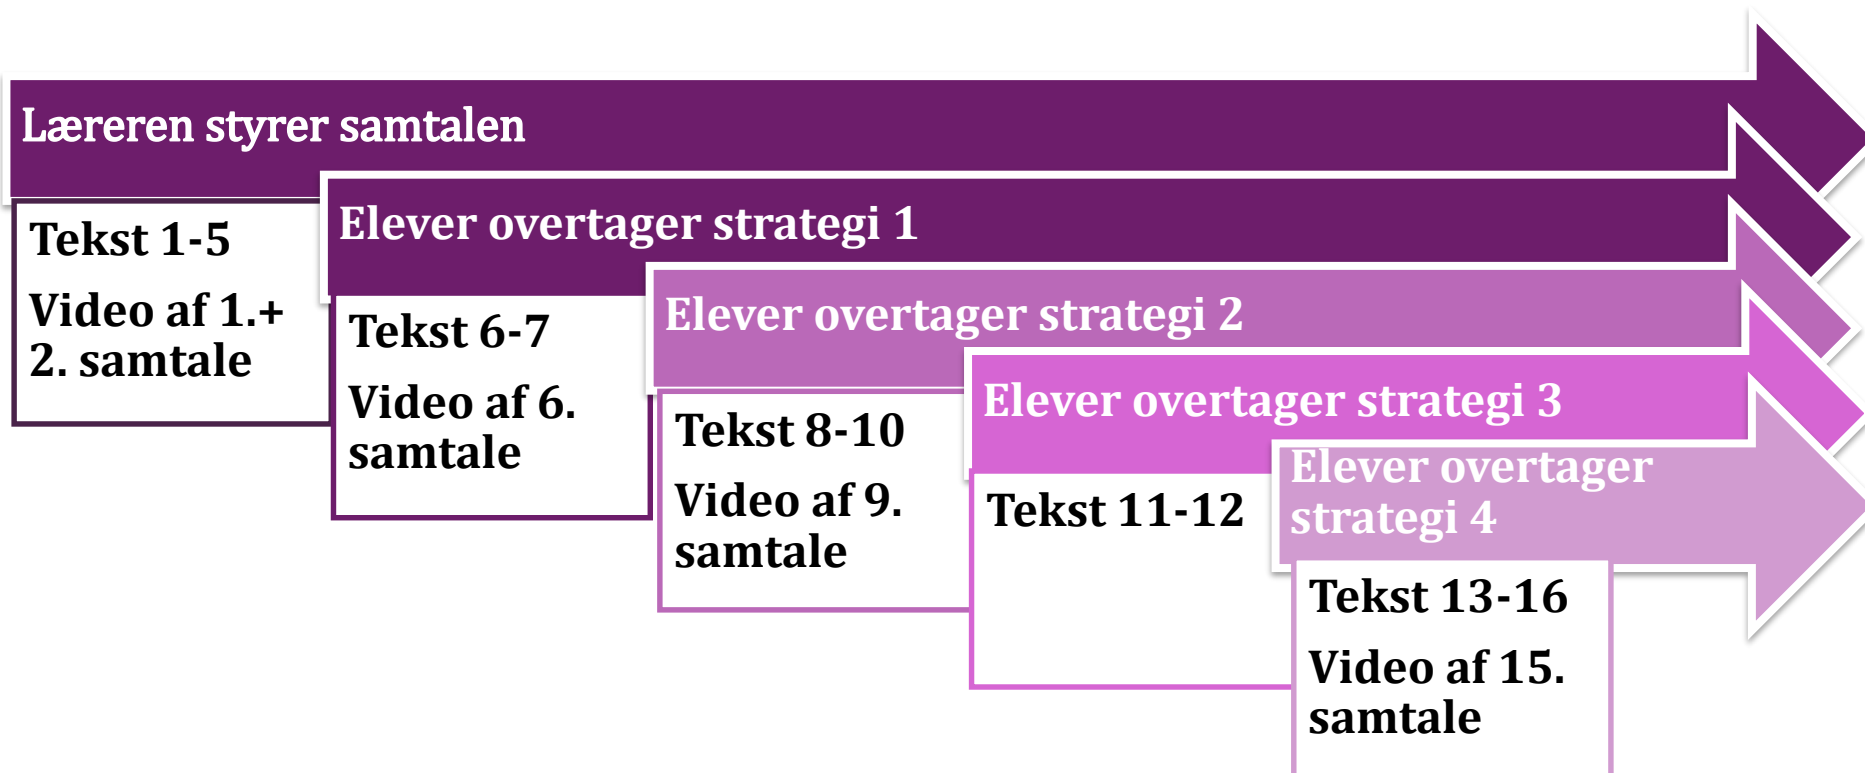 Læreren styrer samtalen
Tekst 1-5
Video af 1.+
2. samtale
Elever overtager strategi 1
Tekst 6-7
Video af 6.
samtale
Elever overtager strategi 2
Tekst 8-10
Video af 9.
samtale
Elever overtager strategi 3
Tekst 11-12
Elever overtager
strategi 4
Tekst 13-16
Video af 15.
samtale